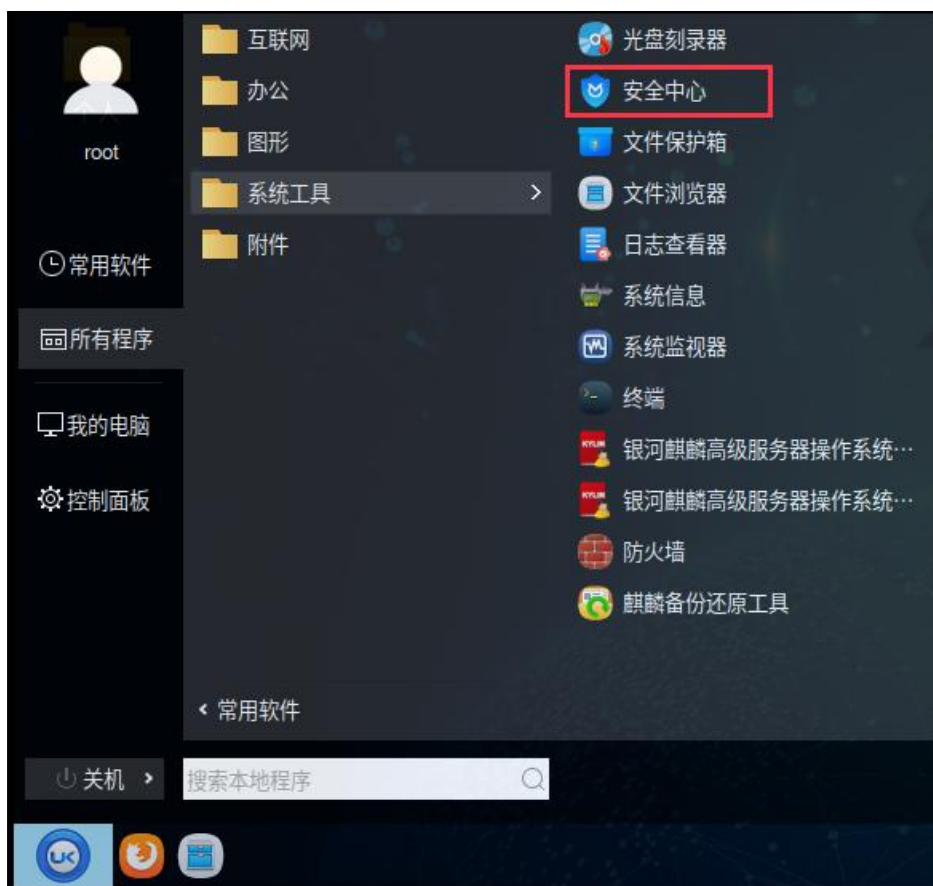 root
常用软件
所有程序
我的电脑
控制面板
互联网
办公
图形
系统工具
附件
常用软件
光盘刻录器
安全中心
文件保护箱
文件浏览器
日志查看器
系统信息
系统监视器
终端
银河麒麟高级服务器操作系统…
银河麒麟高级服务器操作系统…
防火墙
麒麟备份还原工具
关机
搜索本地程序